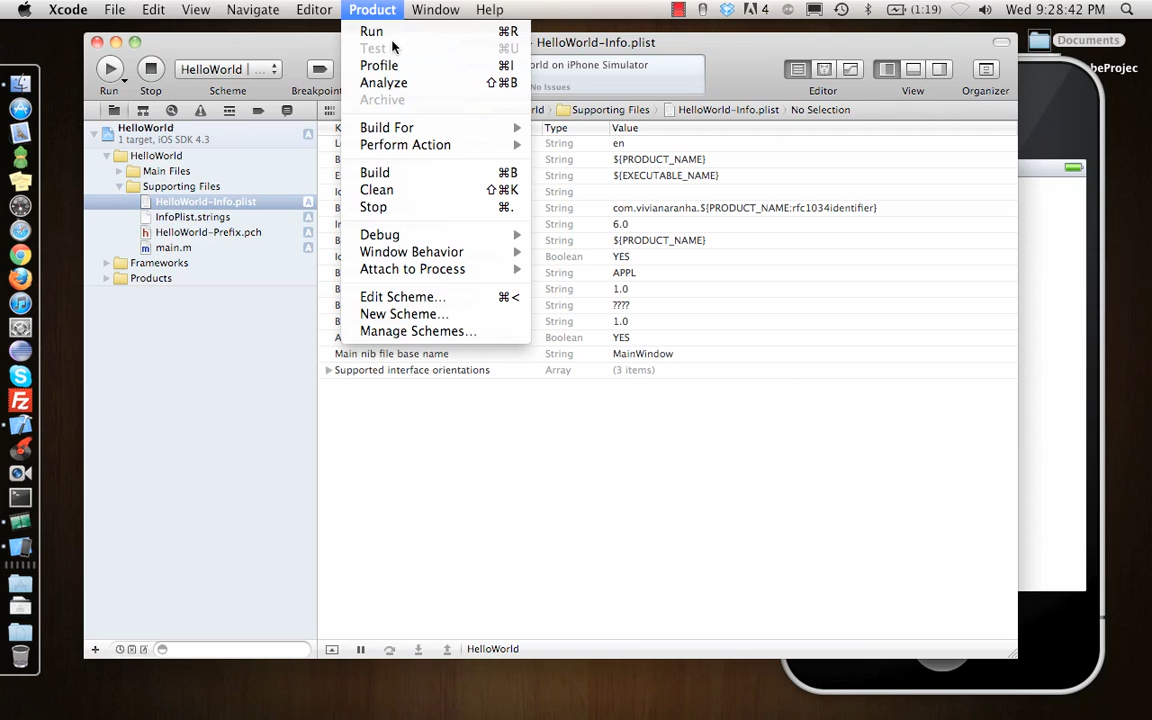 Xcode File Edit View Navigate Editor Product Window Help 4 (1:19) Wed 9:28:42 PM
Documents
beProjec
HelloWorld-Info.plist
Run ⌘R
Test ⌘U
Profile ⌘I
Analyze ⇧⌘B
Archive
Build For
Perform Action
Build ⌘B
Clean ⇧⌘K
Stop ⌘.
Debug
Window Behavior
Attach to Process
Edit Scheme... ⌘<
New Scheme...
Manage Schemes...
HelloWorld | ...
Run Stop Scheme Breakpoint
orld on iPhone Simulator
No Issues
Editor View Organizer
rld Supporting Files HelloWorld-Info.plist No Selection
HelloWorld
1 target, iOS SDK 4.3
HelloWorld
Main Files
Supporting Files
HelloWorld-Info.plist A
InfoPlist.strings A
HelloWorld-Prefix.pch A
main.m A
Frameworks
Products
K Type Value
L String en
B String ${PRODUCT_NAME}
E String ${EXECUTABLE_NAME}
Ic String
B String com.vivianaranha.${PRODUCT_NAME:rfc1034identifier}
In String 6.0
B String ${PRODUCT_NAME}
Ic Boolean YES
B String APPL
B String 1.0
B String ????
B String 1.0
A Boolean YES
Main nib file base name String MainWindow
Supported interface orientations Array (3 items)
HelloWorld